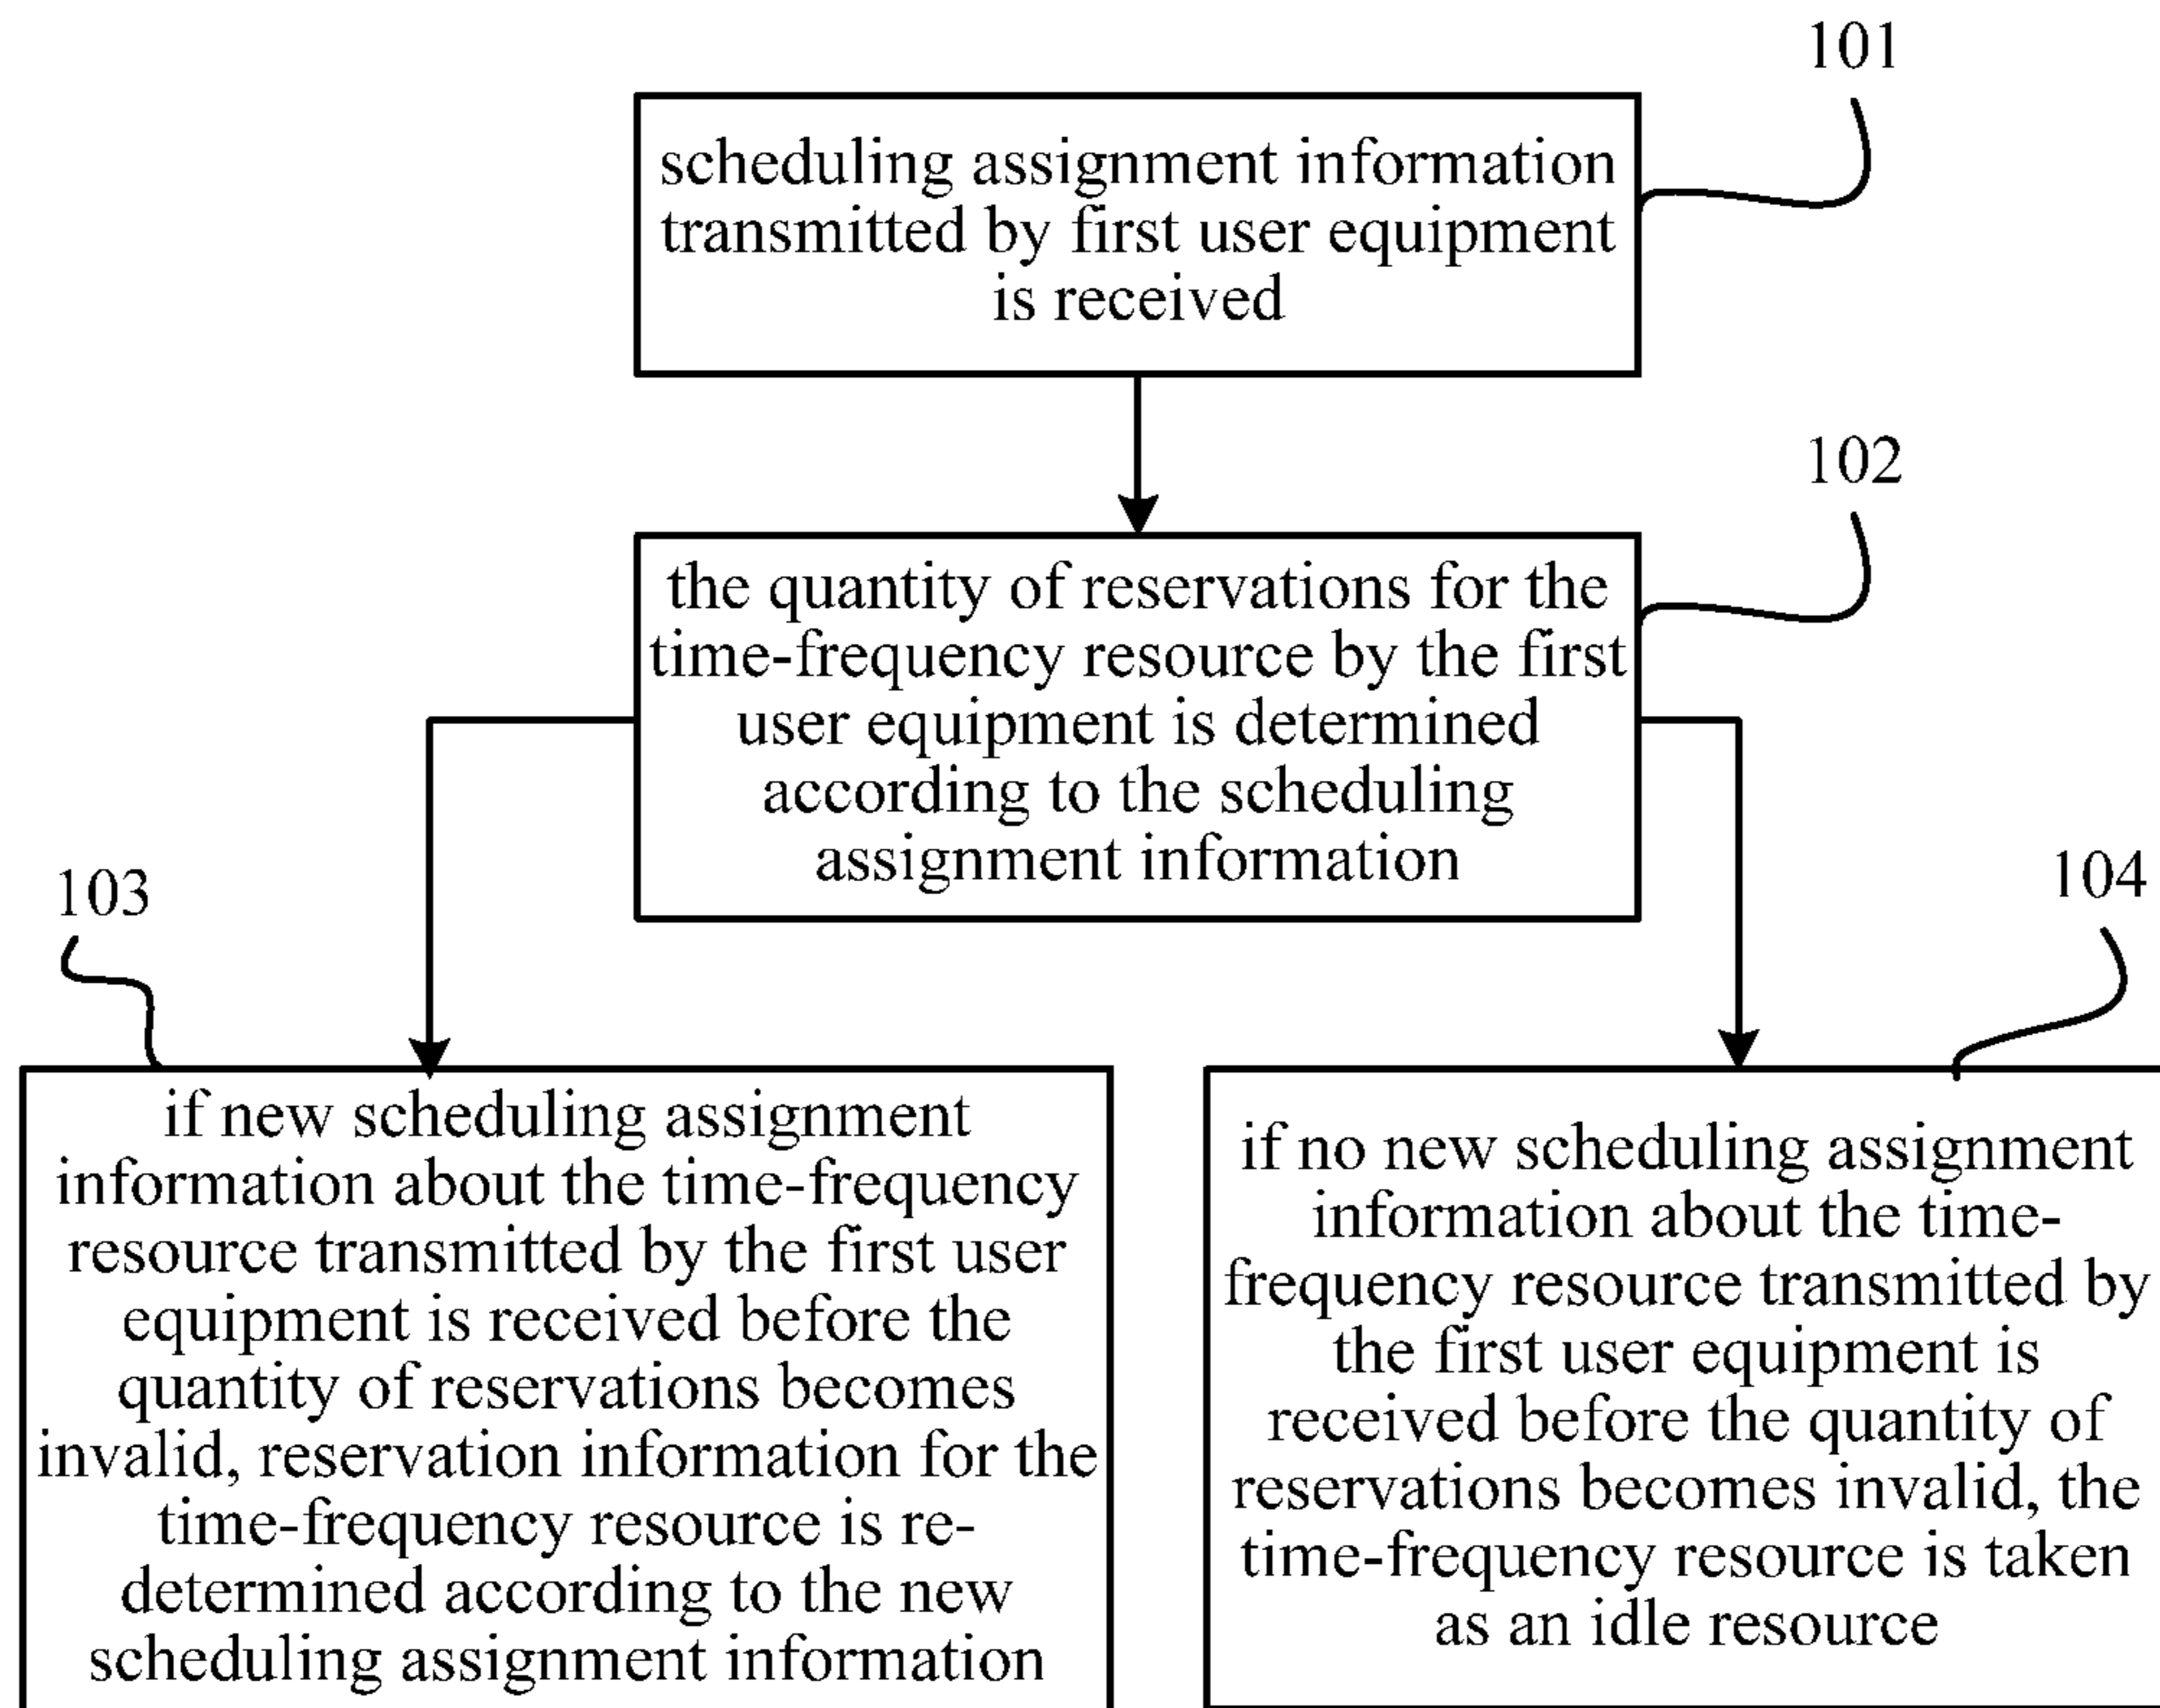 101
scheduling assignment information
transmitted by first user equipment
is received
102
the quantity of reservations for the
time-frequency resource by the first
user equipment is determined
according to the scheduling
assignment information
103
if new scheduling assignment
information about the time-frequency
resource transmitted by the first user
equipment is received before the
quantity of reservations becomes
invalid, reservation information for the
time-frequency resource is re-
determined according to the new
scheduling assignment information
104
if no new scheduling assignment
information about the time-
frequency resource transmitted by
the first user equipment is
received before the quantity of
reservations becomes invalid, the
time-frequency resource is taken
as an idle resource